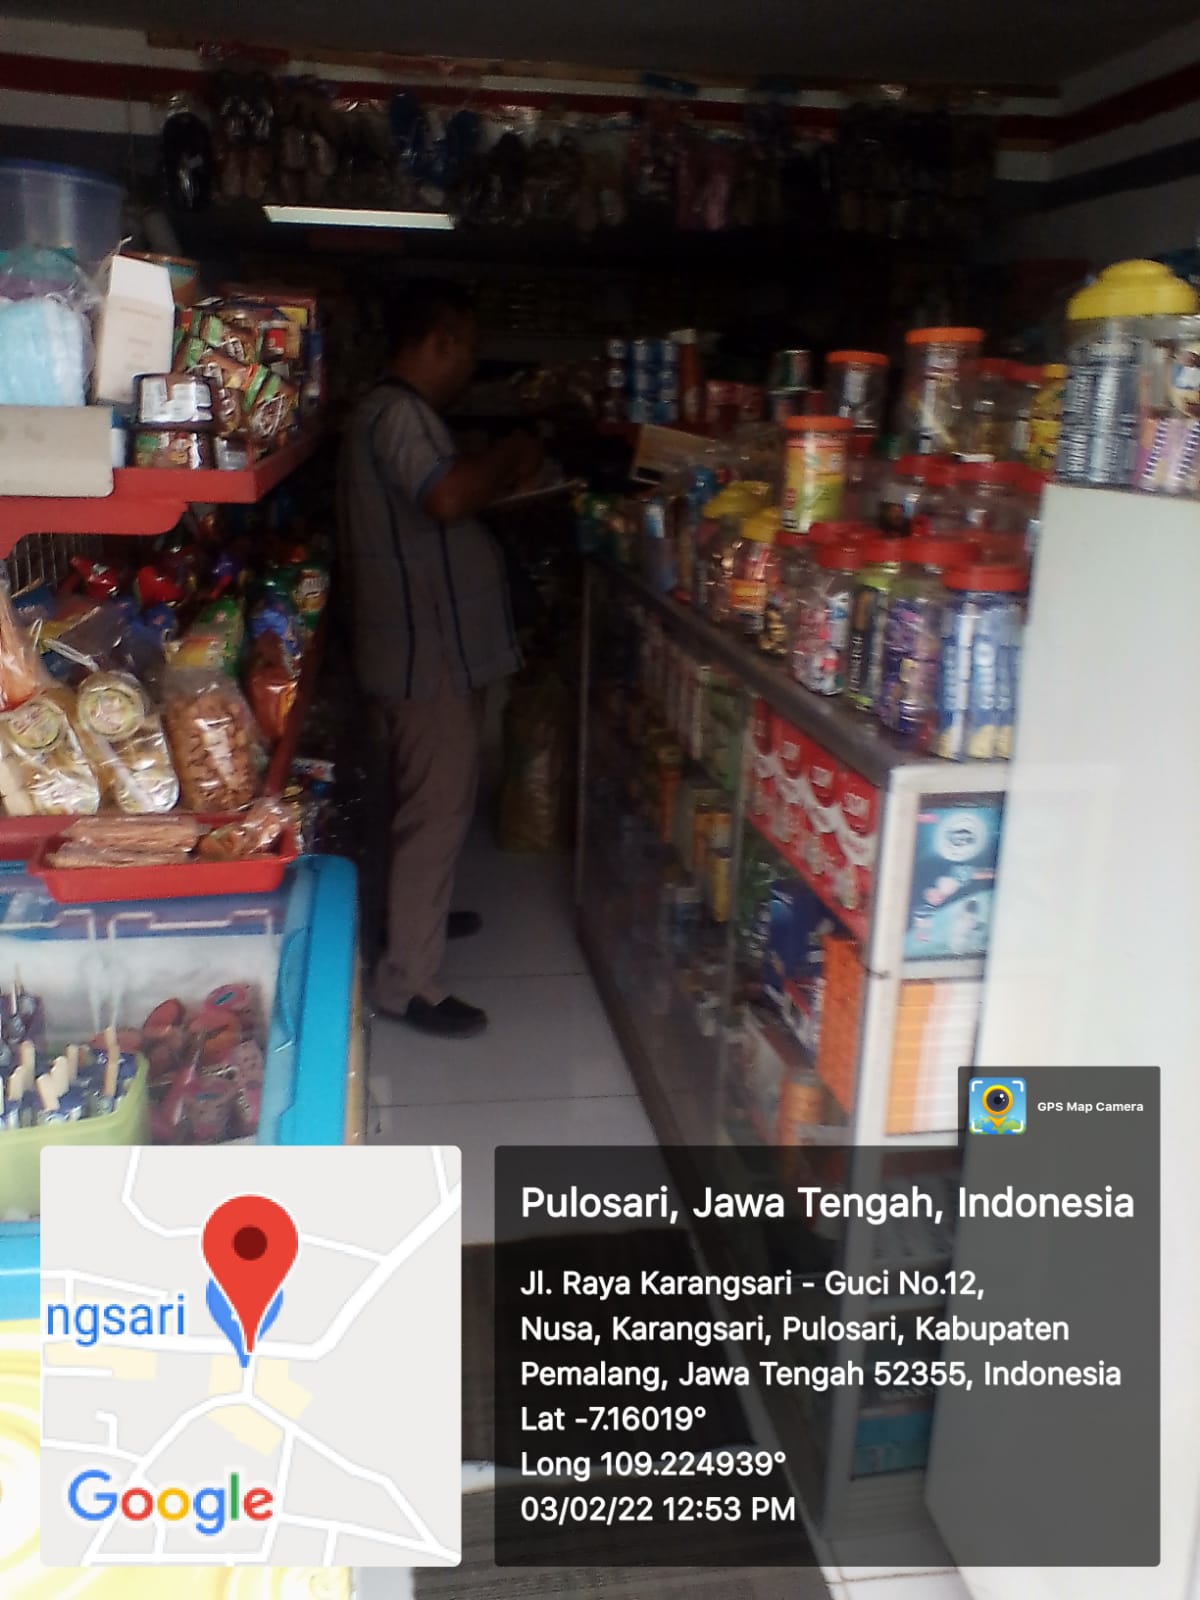 GPS Map Camera
Pulosari, Jawa Tengah, Indonesia
Jl. Raya Karangsari - Guci No.12,
Nusa, Karangsari, Pulosari, Kabupaten
Pemalang, Jawa Tengah 52355, Indonesia
Lat -7.16019°
Long 109.224939°
03/02/22 12:53 PM
ngsari
Google